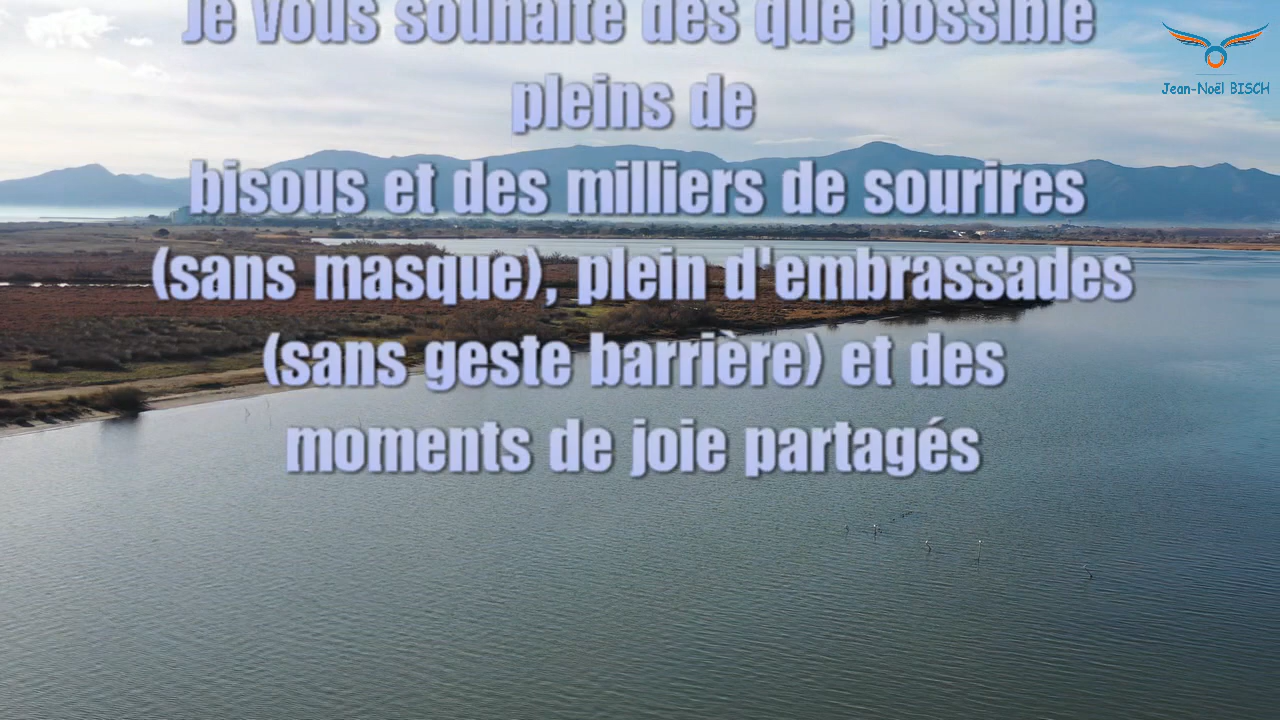 Je vous souhaite dès que possible
pleins de
bisous et des milliers de sourires
(sans masque), plein d'embrassades
(sans geste barrière) et des
moments de joie partagés
Jean-Noël BISCH